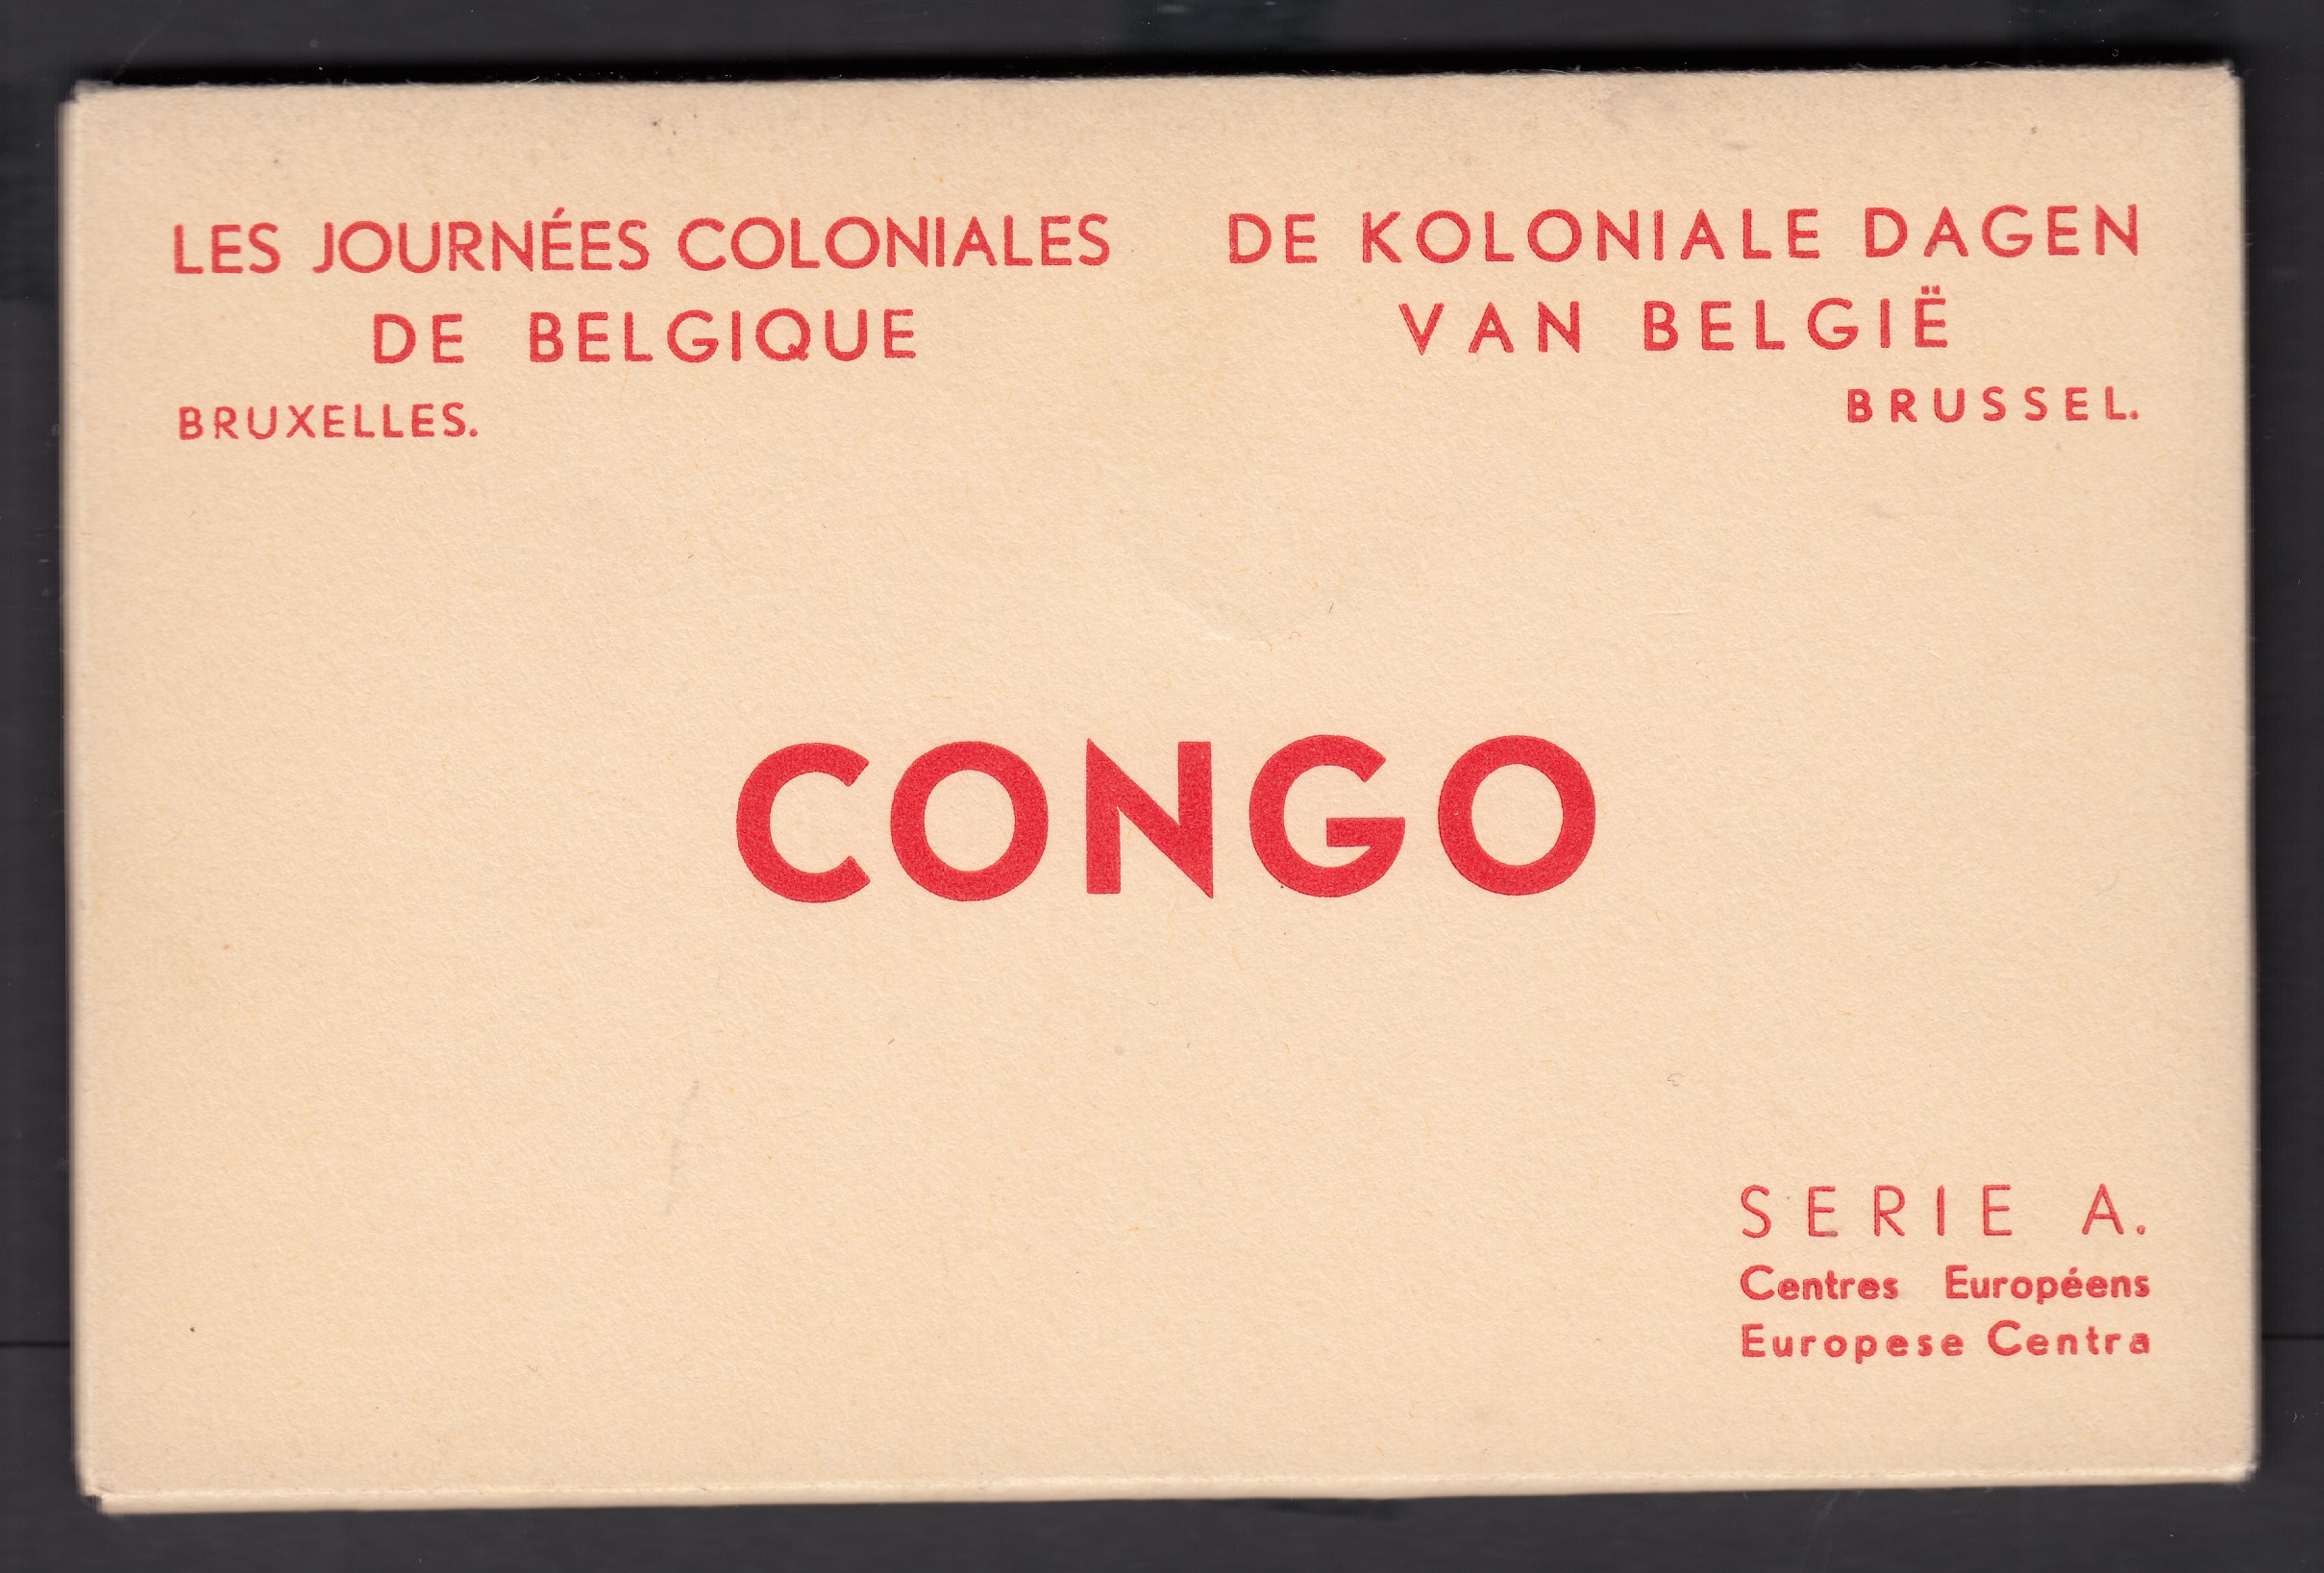 LES JOURNÉES COLONIALES
DE BELGIQUE
BRUXELLES.
DE KOLONIALE DAGEN
VAN BELGIË
BRUSSEL.
CONGO
SERIE A.
Centres Européens
Europese Centra